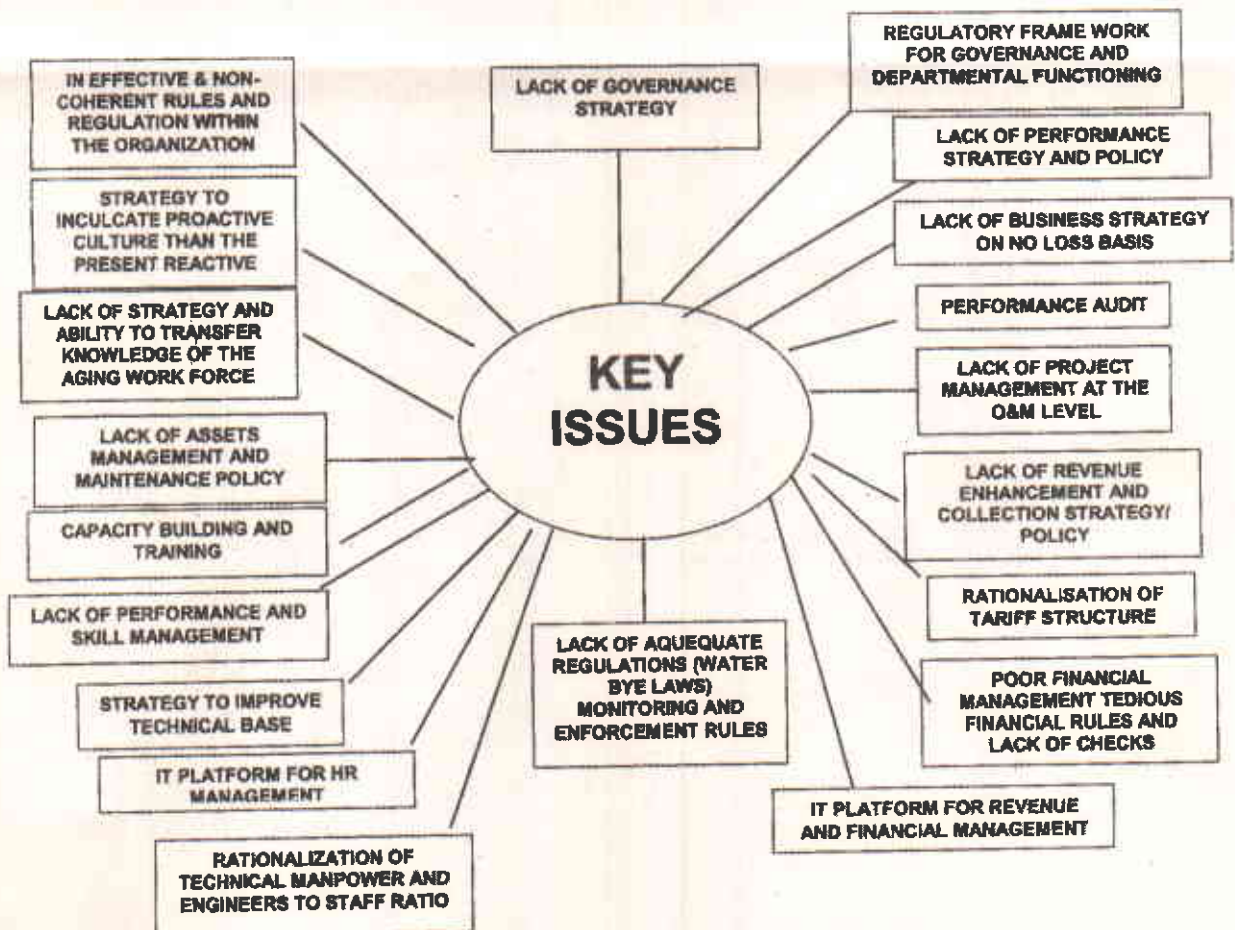 REGULATORY FRAME WORK
FOR GOVERNANCE AND
DEPARTMENTAL FUNCTIONING
IN EFFECTIVE & NON-
COHERENT RULES AND
REGULATION WITHIN
THE ORGANIZATION
LACK OF GOVERNANCE
STRATEGY
LACK OF PERFORMANCE
STRATEGY AND POLICY
STRATEGY TO
INCULCATE PROACTIVE
CULTURE THAN THE
PRESENT REACTIVE
LACK OF BUSINESS STRATEGY
ON NO LOSS BASIS
LACK OF STRATEGY AND
ABILITY TO TRANSFER
KNOWLEDGE OF THE
AGING WORK FORCE
PERFORMANCE AUDIT
KEY
ISSUES
LACK OF PROJECT
MANAGEMENT AT THE
O&M LEVEL
LACK OF ASSETS
MANAGEMENT AND
MAINTENANCE POLICY
LACK OF REVENUE
ENHANCEMENT AND
COLLECTION STRATEGY/
POLICY
CAPACITY BUILDING AND
TRAINING
RATIONALISATION OF
TARIFF STRUCTURE
LACK OF PERFORMANCE AND
SKILL MANAGEMENT
LACK OF AQUEQUATE
REGULATIONS (WATER
BYE LAWS)
MONITORING AND
ENFORCEMENT RULES
POOR FINANCIAL
MANAGEMENT TEDIOUS
FINANCIAL RULES AND
LACK OF CHECKS
STRATEGY TO IMPROVE
TECHNICAL BASE
IT PLATFORM FOR HR
MANAGEMENT
IT PLATFORM FOR REVENUE
AND FINANCIAL MANAGEMENT
RATIONALIZATION OF
TECHNICAL MANPOWER AND
ENGINEERS TO STAFF RATIO